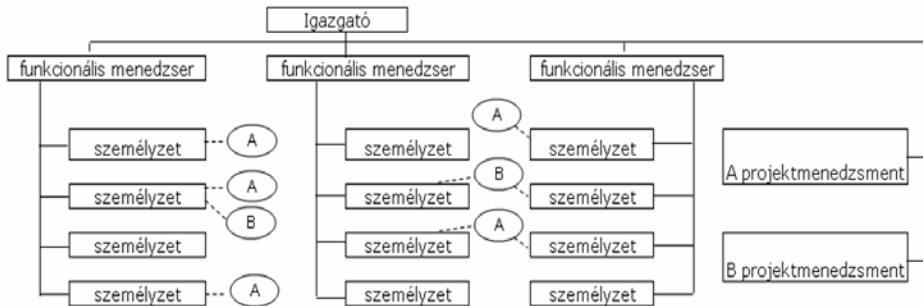 Igazgató
funkcionális menedzser funkcionális menedzser funkcionális menedzser
A
személyzet A személyzet személyzet
A projektmenedzsment
személyzet A személyzet B személyzet
B
személyzet személyzet A személyzet
B projektmenedzsment
személyzet A személyzet személyzet